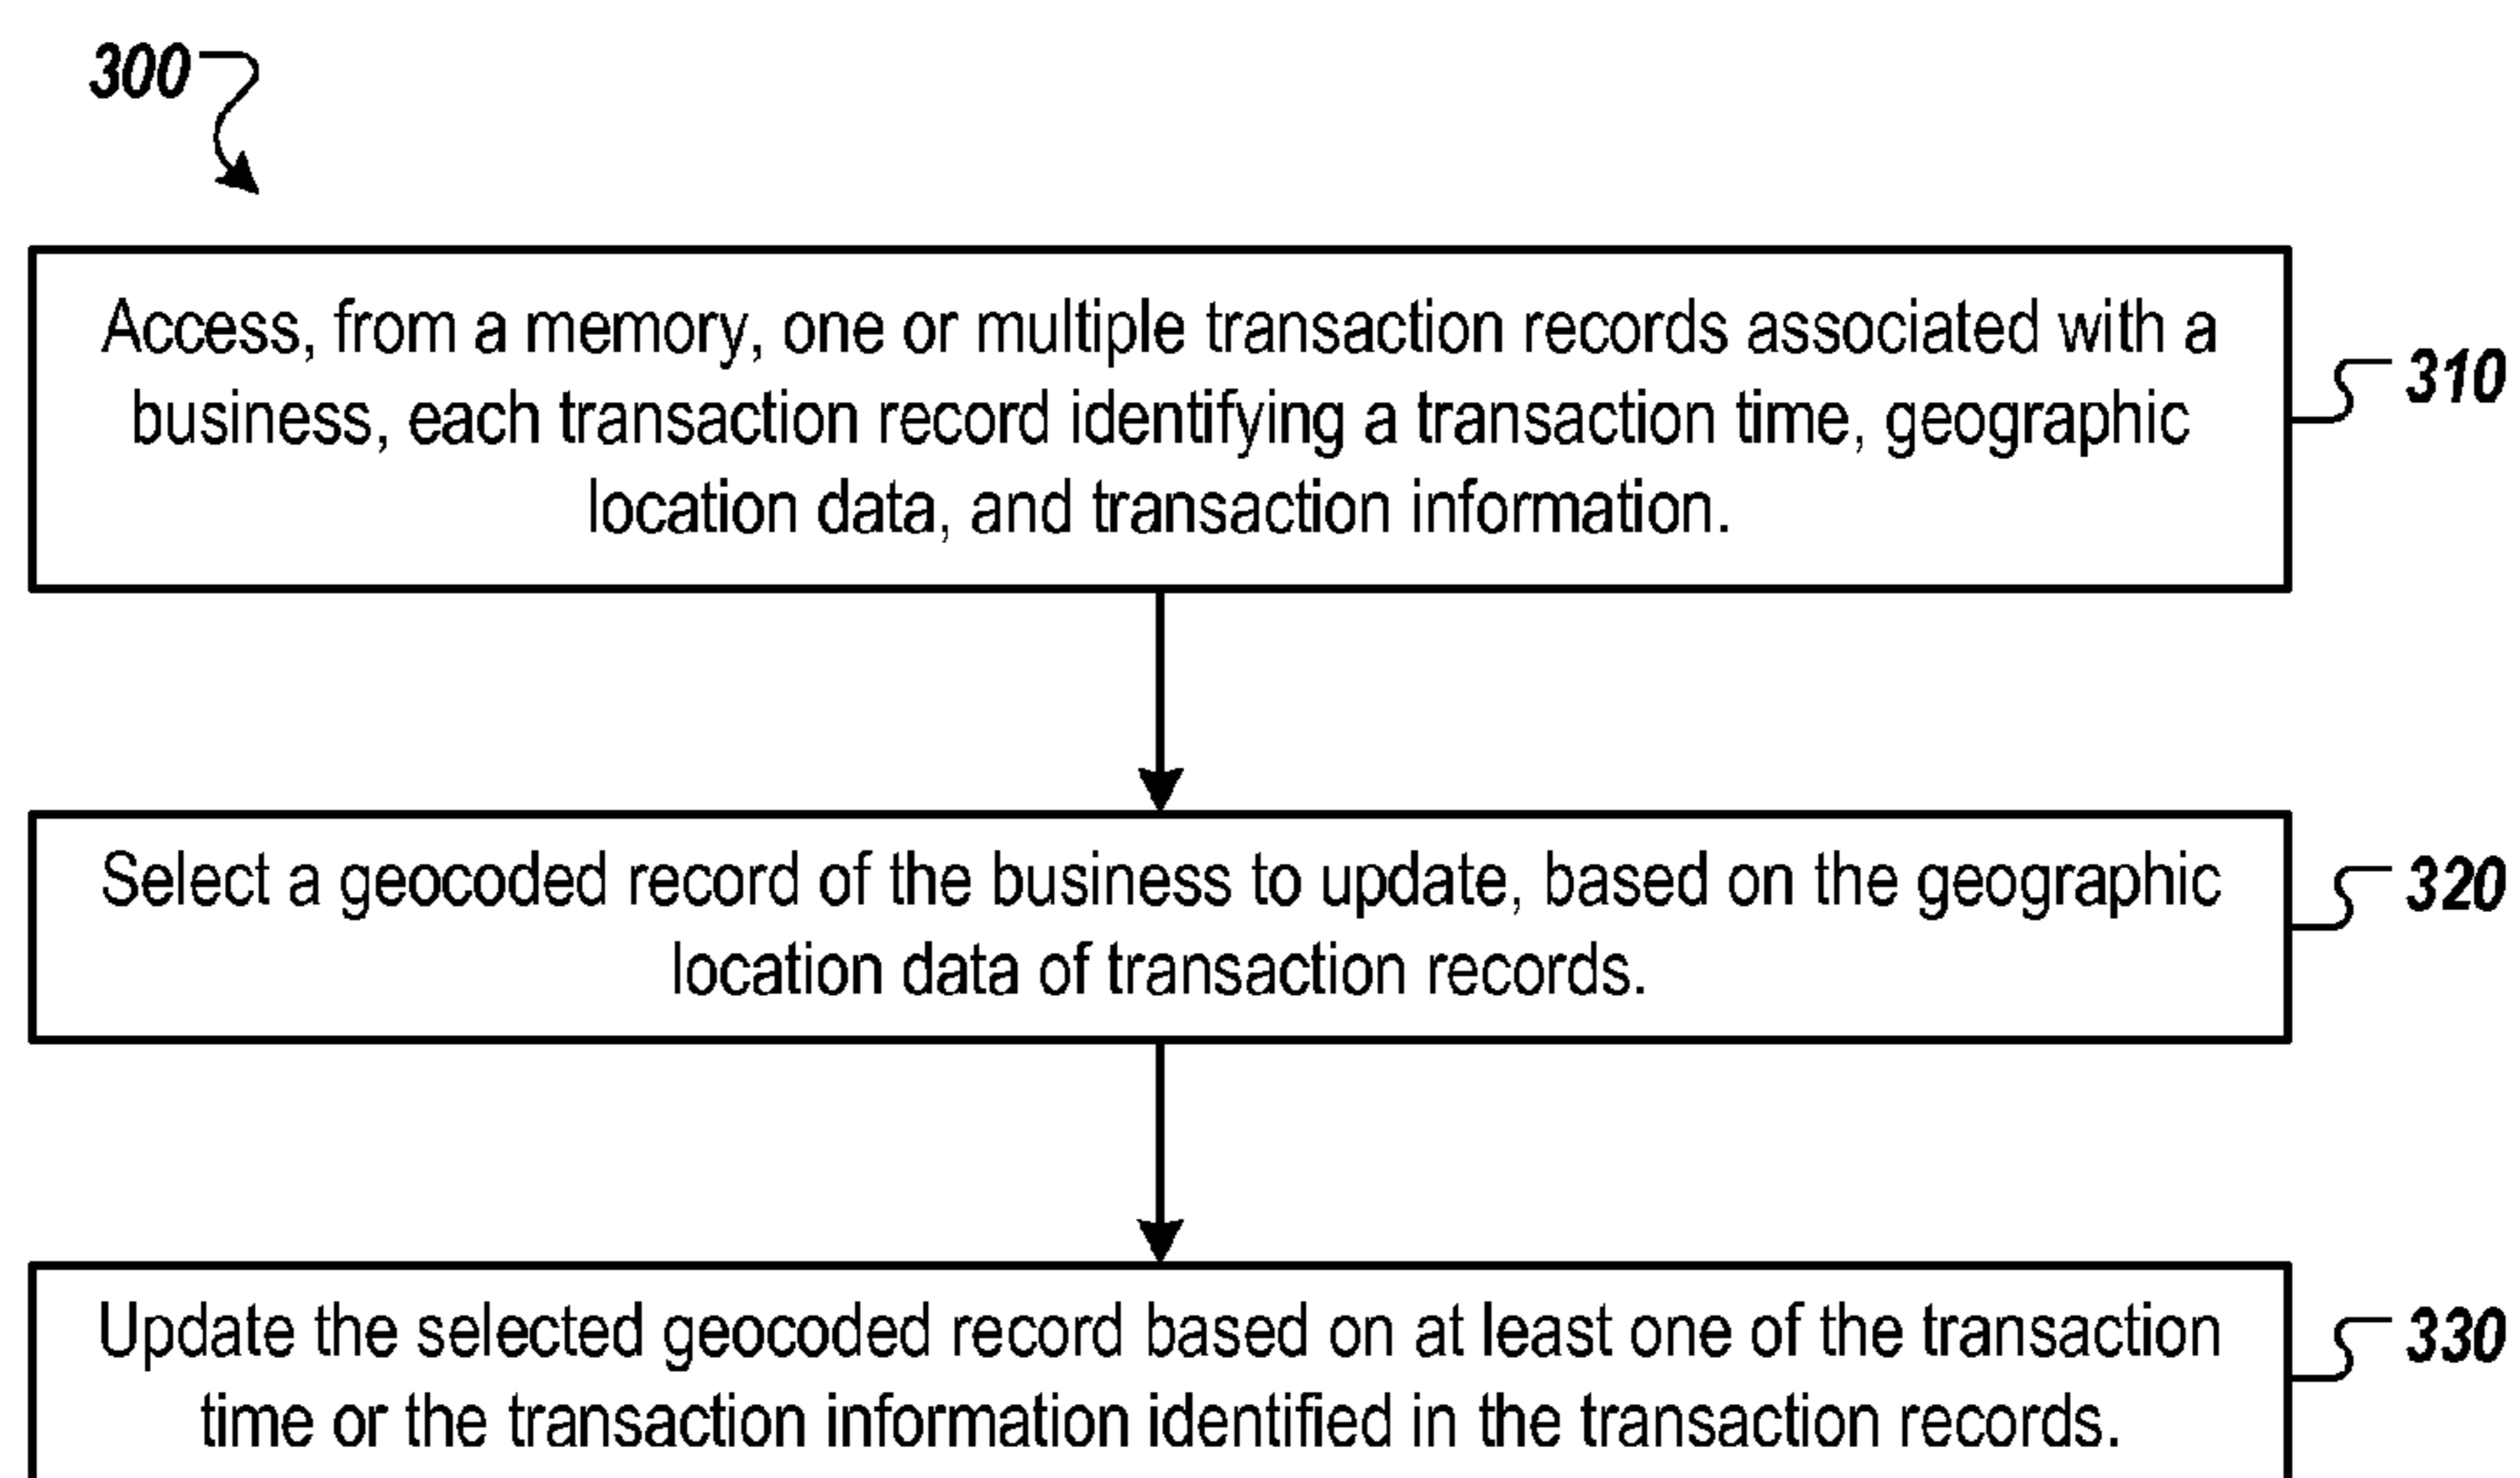 300
Access, from a memory, one or multiple transaction records associated with a
business, each transaction record identifying a transaction time, geographic
location data, and transaction information.
310
Select a geocoded record of the business to update, based on the geographic
location data of transaction records.
320
Update the selected geocoded record based on at least one of the transaction
time or the transaction information identified in the transaction records.
330